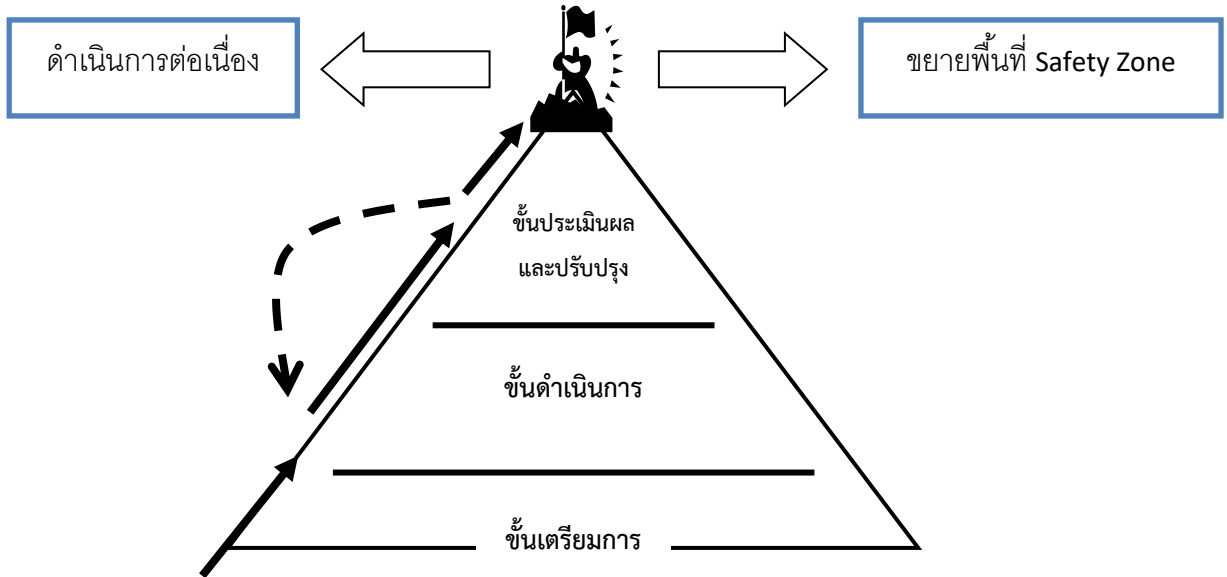 ดำเนินการต่อเนื่อง
ขยายพื้นที่ Safety Zone
ขั้นประเมินผล
และปรับปรุง
ขั้นดำเนินการ
ขั้นเตรียมการ